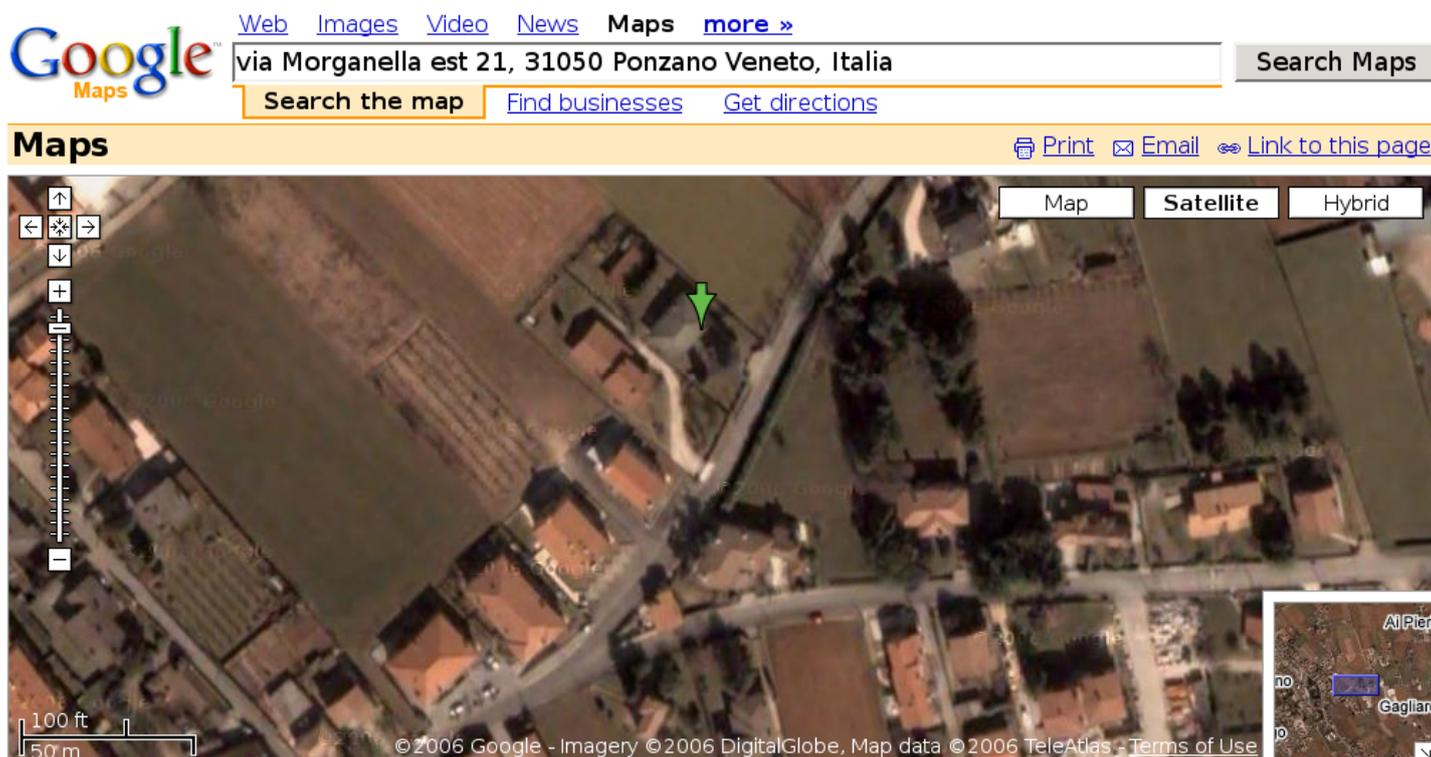 Web Images Video News Maps more »
Google™
Maps
via Morganella est 21, 31050 Ponzano Veneto, Italia
Search Maps
Search the map Find businesses Get directions
Maps
Print Email Link to this page
Map Satellite Hybrid
100 ft
50 m
©2006 Google - Imagery ©2006 DigitalGlobe, Map data ©2006 TeleAtlas - Terms of Use
Ai Pier
no
Gagliar